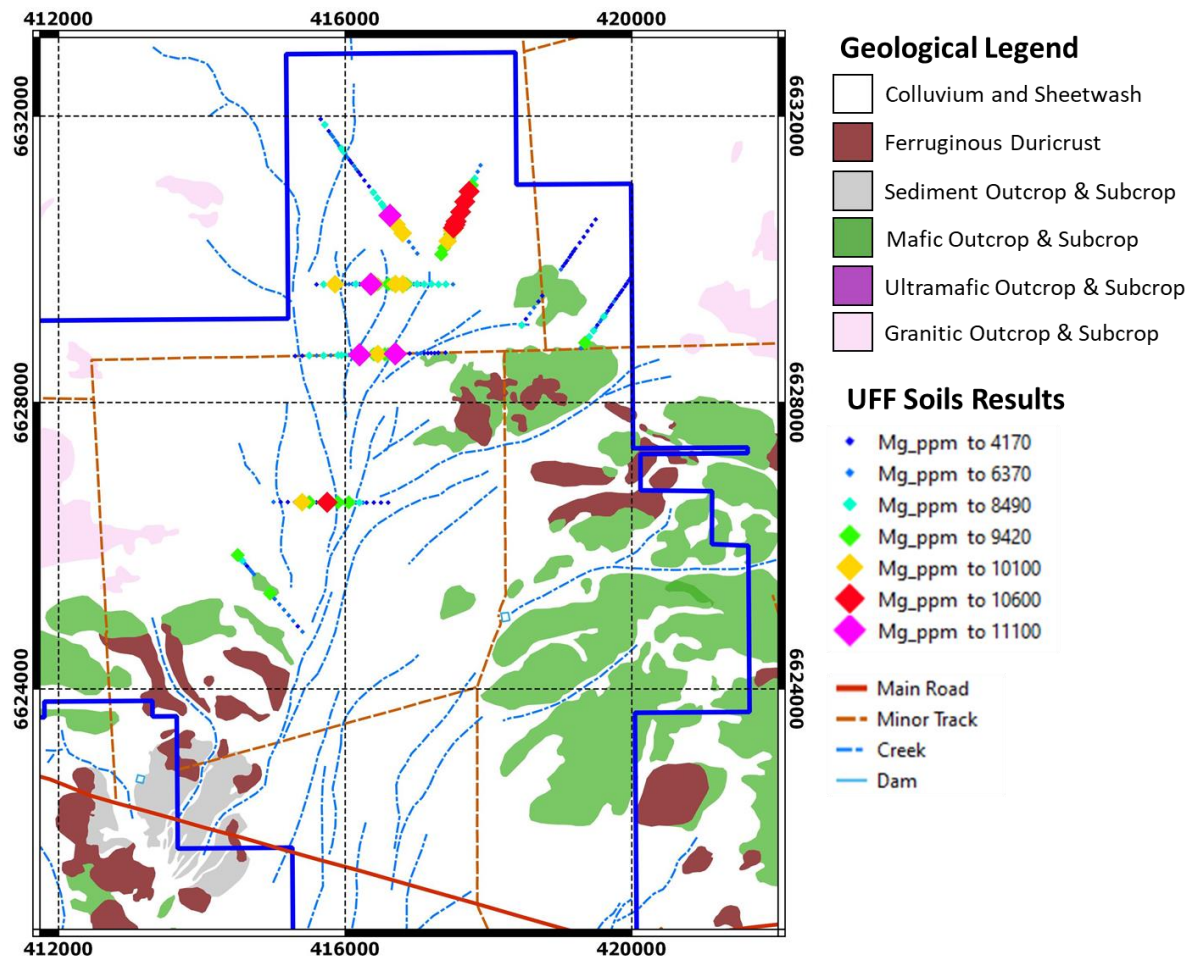 412000 416000 420000
6632000 6632000
6628000 6628000
6624000 6624000
412000 416000 420000
Geological Legend
Colluvium and Sheetwash
Ferruginous Duricrust
Sediment Outcrop & Subcrop
Mafic Outcrop & Subcrop
Ultramafic Outcrop & Subcrop
Granitic Outcrop & Subcrop
UFF Soils Results
Mg_ppm to 4170
Mg_ppm to 6370
Mg_ppm to 8490
Mg_ppm to 9420
Mg_ppm to 10100
Mg_ppm to 10600
Mg_ppm to 11100
Main Road
Minor Track
Creek
Dam